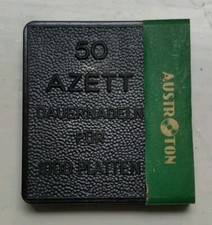 50
AZETT
DAUERNADELN
FÜR
1000 PLATTEN
AUSTROTON